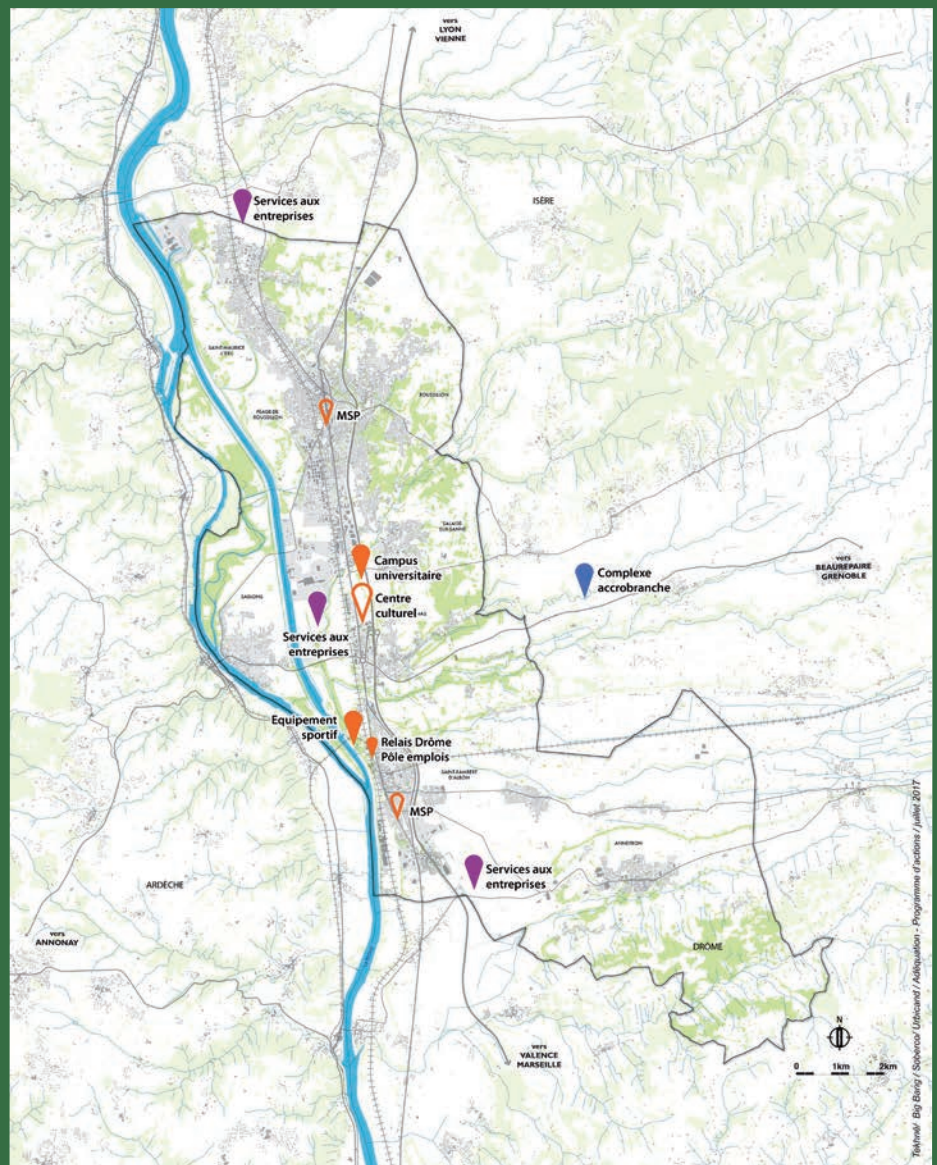 vers
LYON
VIENNE
Services aux
entreprises
ISÈRE
SAINT-MAURICE
L'EXIL
PEAGE DE
ROUSSILLON
ROUSSILLON
MSP
SALAISE
SUR SANNE
Campus
universitaire
vers
BEAUREPAIRE
GRENOBLE
Complexe
accrobranche
Centre
culturel
SABLONS
Services aux
entreprises
Equipement
sportif
Relais Drôme
Pôle emplois
SAINT-RAMBERT
D'ALBON
MSP
ANNEYRON
Services aux
entreprises
ARDÈCHE
vers
ANNONAY
DRÔME
N
vers
VALENCE
MARSEILLE
0 1km 2km
Tekhnê/ Big Bang / Soberco/ Urbicand / Adéquation - Programme d'actions / juillet 2017